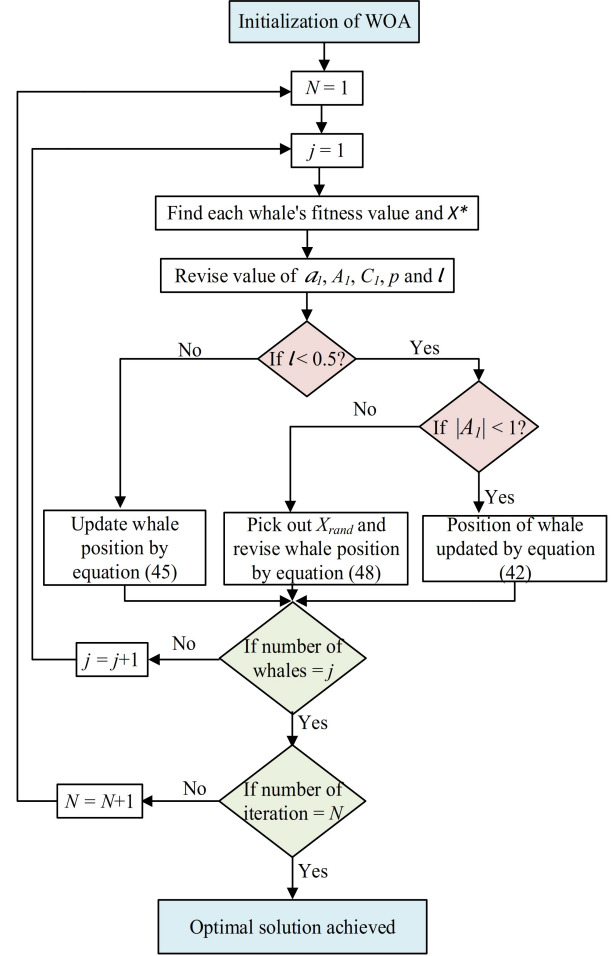 Initialization of WOA
N = 1
j = 1
Find each whale's fitness value and X*
Revise value of a₁, A₁, C₁, p and l
No
If l < 0.5?
Yes
No
If |A₁| < 1?
Yes
Update whale
position by
equation (45)
Pick out Xrand and
revise whale position
by equation (48)
Position of whale
updated by equation
(42)
j = j+1
No
If number of
whales = j
Yes
N = N+1
No
If number of
iteration = N
Yes
Optimal solution achieved